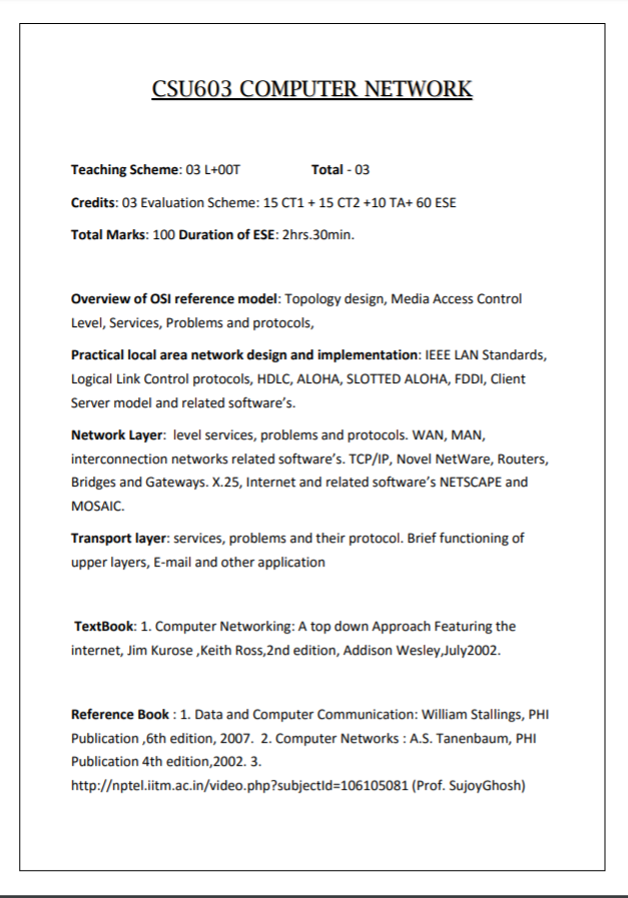 CSU603 COMPUTER NETWORK
Teaching Scheme: 03 L+00T Total - 03
Credits: 03 Evaluation Scheme: 15 CT1 + 15 CT2 +10 TA+ 60 ESE
Total Marks: 100 Duration of ESE: 2hrs.30min.
Overview of OSI reference model: Topology design, Media Access Control
Level, Services, Problems and protocols,
Practical local area network design and implementation: IEEE LAN Standards,
Logical Link Control protocols, HDLC, ALOHA, SLOTTED ALOHA, FDDI, Client
Server model and related software's.
Network Layer: level services, problems and protocols. WAN, MAN,
interconnection networks related software's. TCP/IP, Novel NetWare, Routers,
Bridges and Gateways. X.25, Internet and related software's NETSCAPE and
MOSAIC.
Transport layer: services, problems and their protocol. Brief functioning of
upper layers, E-mail and other application
TextBook: 1. Computer Networking: A top down Approach Featuring the
internet, Jim Kurose ,Keith Ross,2nd edition, Addison Wesley,July2002.
Reference Book : 1. Data and Computer Communication: William Stallings, PHI
Publication ,6th edition, 2007. 2. Computer Networks : A.S. Tanenbaum, PHI
Publication 4th edition,2002. 3.
http://nptel.iitm.ac.in/video.php?subjectId=106105081 (Prof. SujoyGhosh)